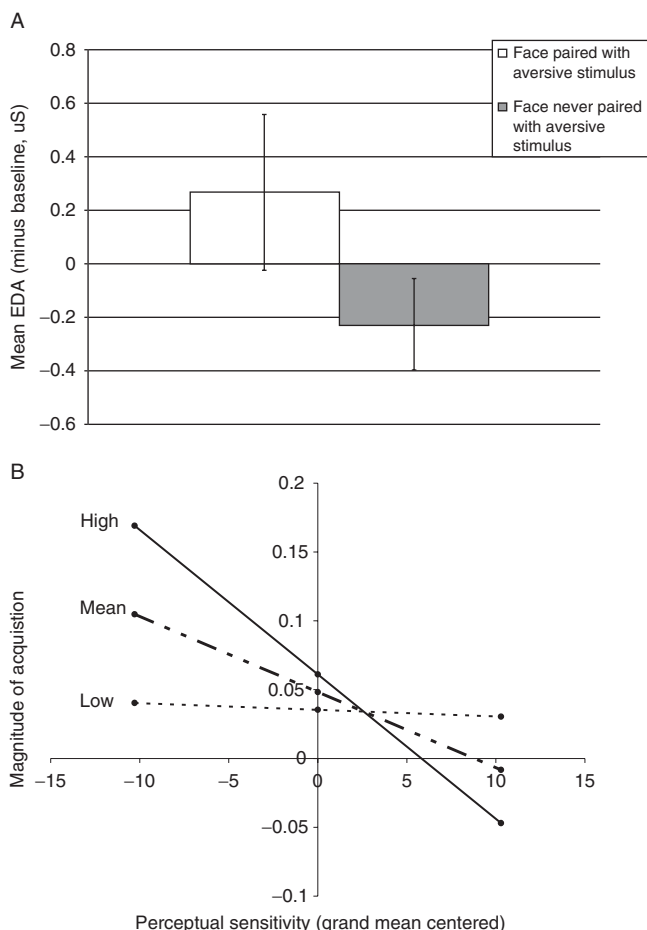 A
0.8
0.6
0.4
0.2
0
−0.2
−0.4
−0.6
Mean EDA (minus baseline, uS)
Face paired with
aversive stimulus
Face never paired
with aversive
stimulus
B
0.2
0.15
0.1
0.05
0
−0.05
−0.1
High
Mean
Low
−15
−10
−5
0
5
10
15
Magnitude of acquistion
Perceptual sensitivity (grand mean centered)